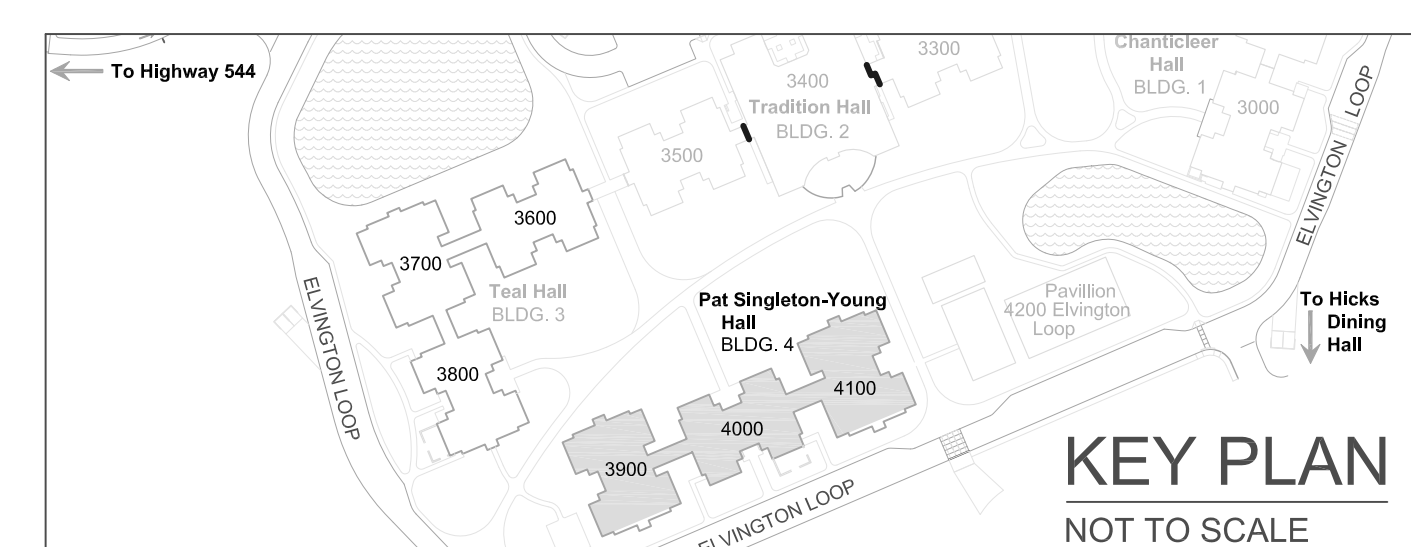 To Highway 544
3300
3400
Tradition Hall
BLDG. 2
Chanticleer
Hall
BLDG. 1
3000
LOOP
ELVINGTON
3500
3600
3700
Teal Hall
BLDG. 3
ELVINGTON LOOP
3800
Pat Singleton-Young
Hall
BLDG. 4
4100
4000
3900
Pavillion
4200 Elvington
Loop
To Hicks
Dining
Hall
ELVINGTON LOOP
KEY PLAN
NOT TO SCALE